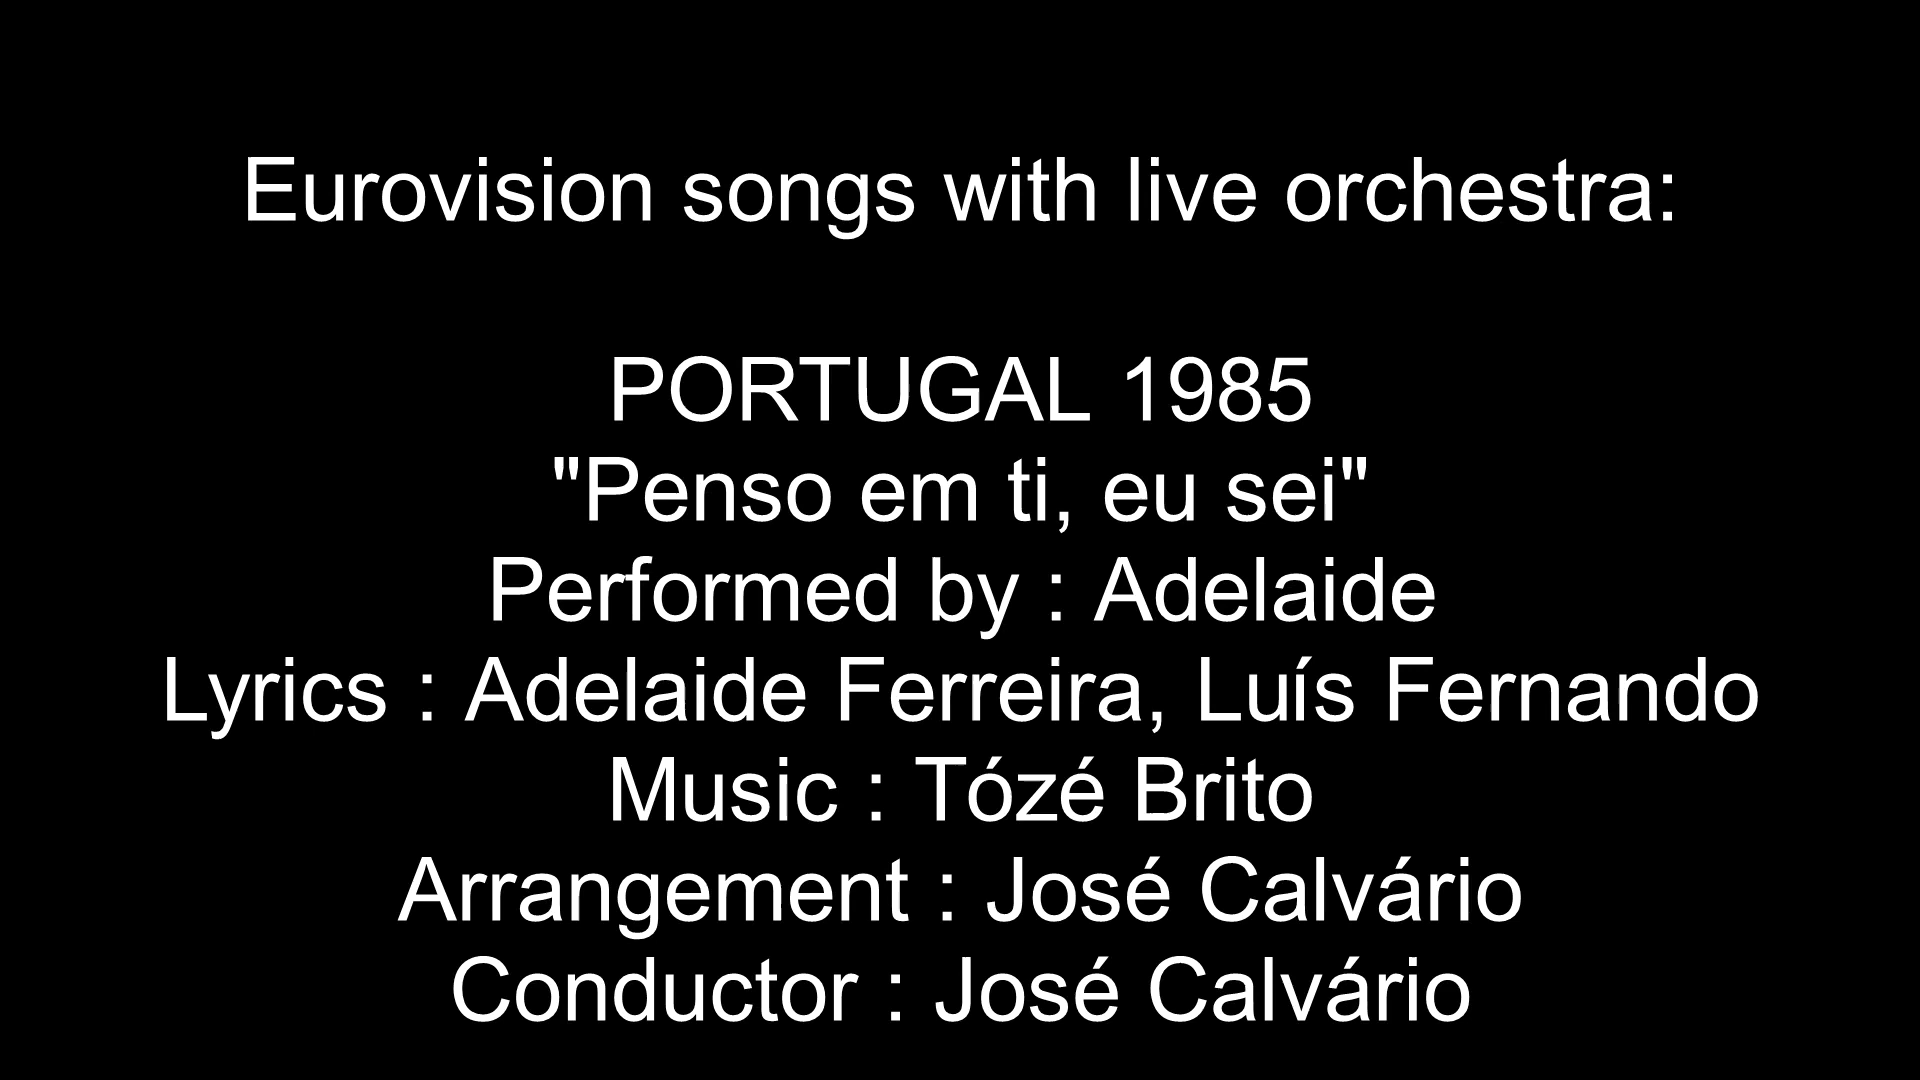 Eurovision songs with live orchestra:
PORTUGAL 1985
"Penso em ti, eu sei"
Performed by : Adelaide
Lyrics : Adelaide Ferreira, Luís Fernando
Music : Tózé Brito
Arrangement : José Calvário
Conductor : José Calvário